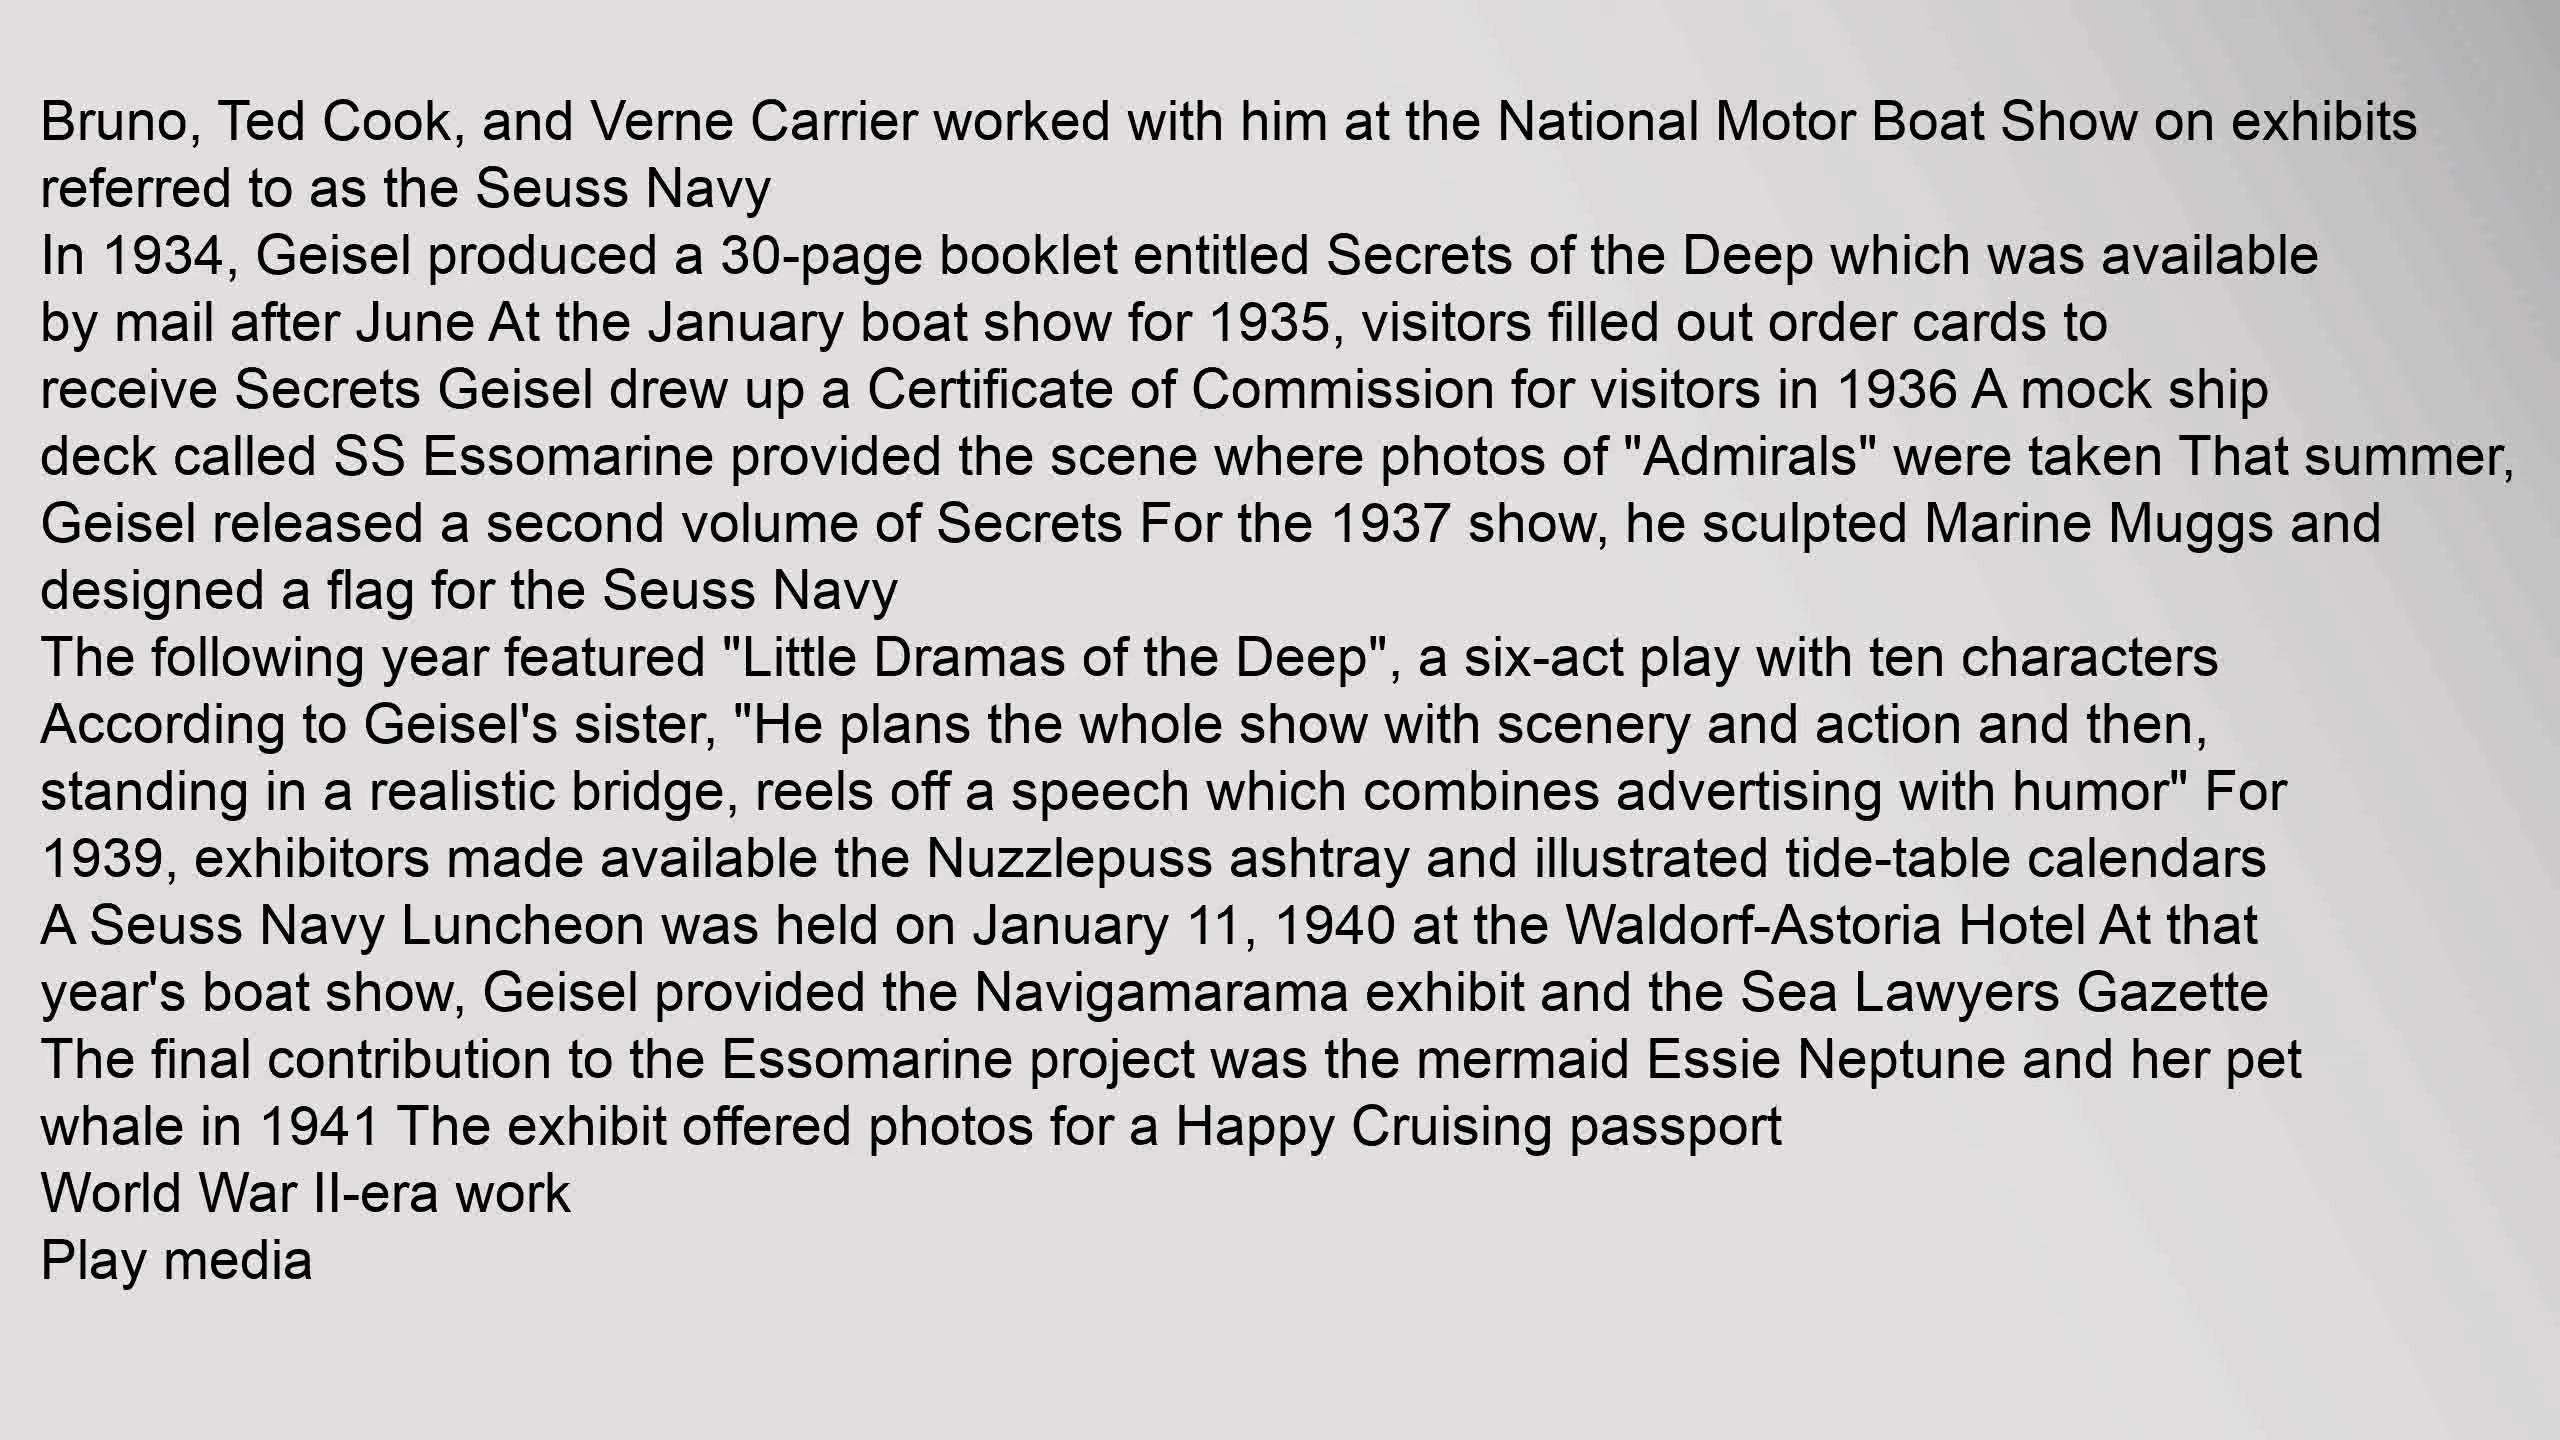 Bruno, Ted Cook, and Verne Carrier worked with him at the National Motor Boat Show on exhibits
referred to as the Seuss Navy
In 1934, Geisel produced a 30-page booklet entitled Secrets of the Deep which was available
by mail after June At the January boat show for 1935, visitors filled out order cards to
receive Secrets Geisel drew up a Certificate of Commission for visitors in 1936 A mock ship
deck called SS Essomarine provided the scene where photos of "Admirals" were taken That summer,
Geisel released a second volume of Secrets For the 1937 show, he sculpted Marine Muggs and
designed a flag for the Seuss Navy
The following year featured "Little Dramas of the Deep", a six-act play with ten characters
According to Geisel's sister, "He plans the whole show with scenery and action and then,
standing in a realistic bridge, reels off a speech which combines advertising with humor" For
1939, exhibitors made available the Nuzzlepuss ashtray and illustrated tide-table calendars
A Seuss Navy Luncheon was held on January 11, 1940 at the Waldorf-Astoria Hotel At that
year's boat show, Geisel provided the Navigamarama exhibit and the Sea Lawyers Gazette
The final contribution to the Essomarine project was the mermaid Essie Neptune and her pet
whale in 1941 The exhibit offered photos for a Happy Cruising passport
World War II-era work
Play media